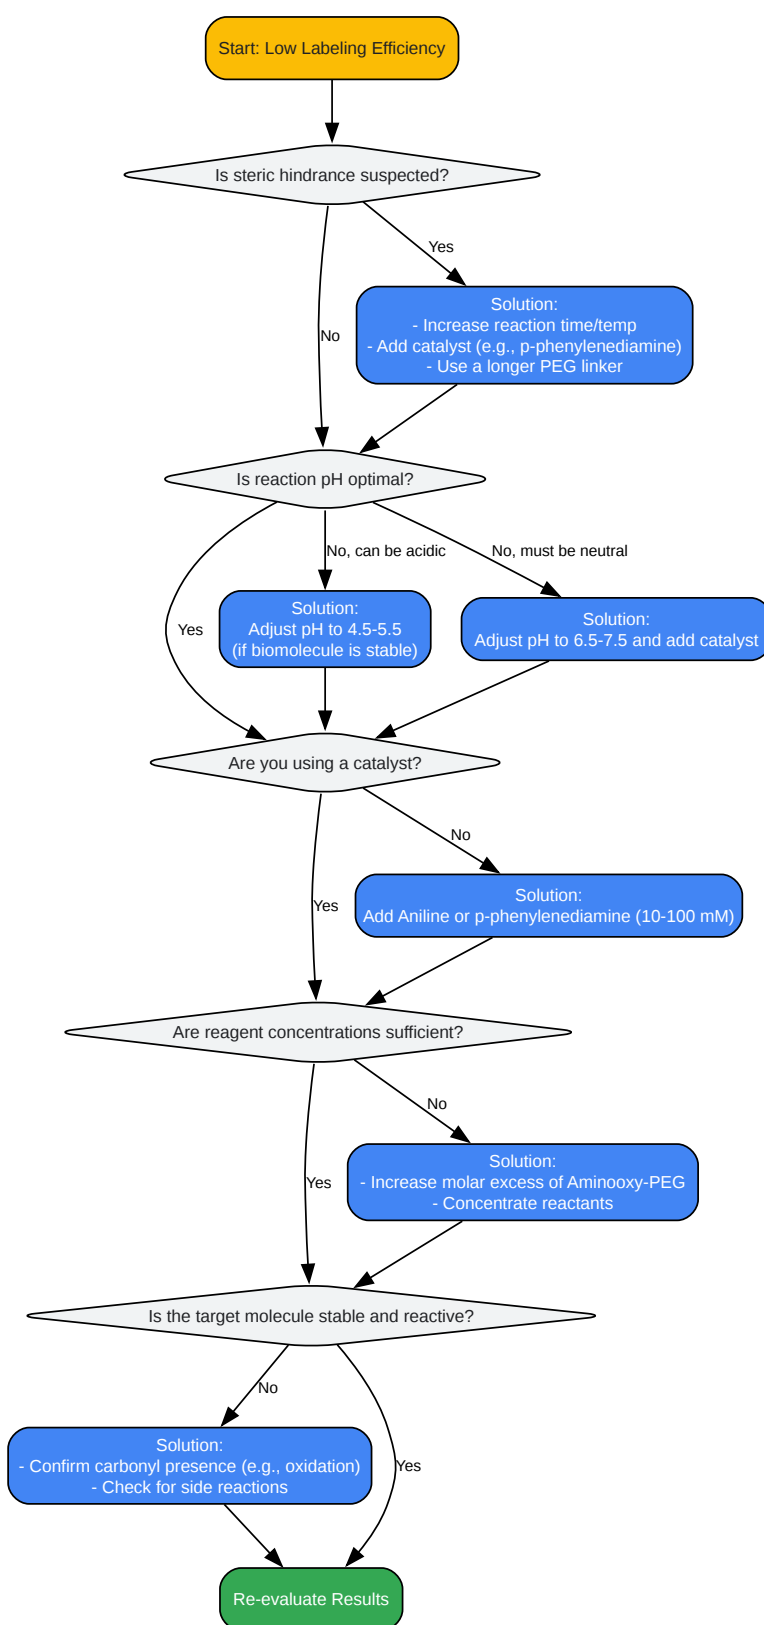 Start: Low Labeling Efficiency
Is steric hindrance suspected?
Yes
Solution:
- Increase reaction time/temp
- Add catalyst (e.g., p-phenylenediamine)
- Use a longer PEG linker
No
Is reaction pH optimal?
No, can be acidic
No, must be neutral
Yes
Solution:
Adjust pH to 4.5-5.5
(if biomolecule is stable)
Solution:
Adjust pH to 6.5-7.5 and add catalyst
Are you using a catalyst?
No
Yes
Solution:
Add Aniline or p-phenylenediamine (10-100 mM)
Are reagent concentrations sufficient?
No
Yes
Solution:
- Increase molar excess of Aminooxy-PEG
- Concentrate reactants
Is the target molecule stable and reactive?
No
Yes
Solution:
- Confirm carbonyl presence (e.g., oxidation)
- Check for side reactions
Re-evaluate Results